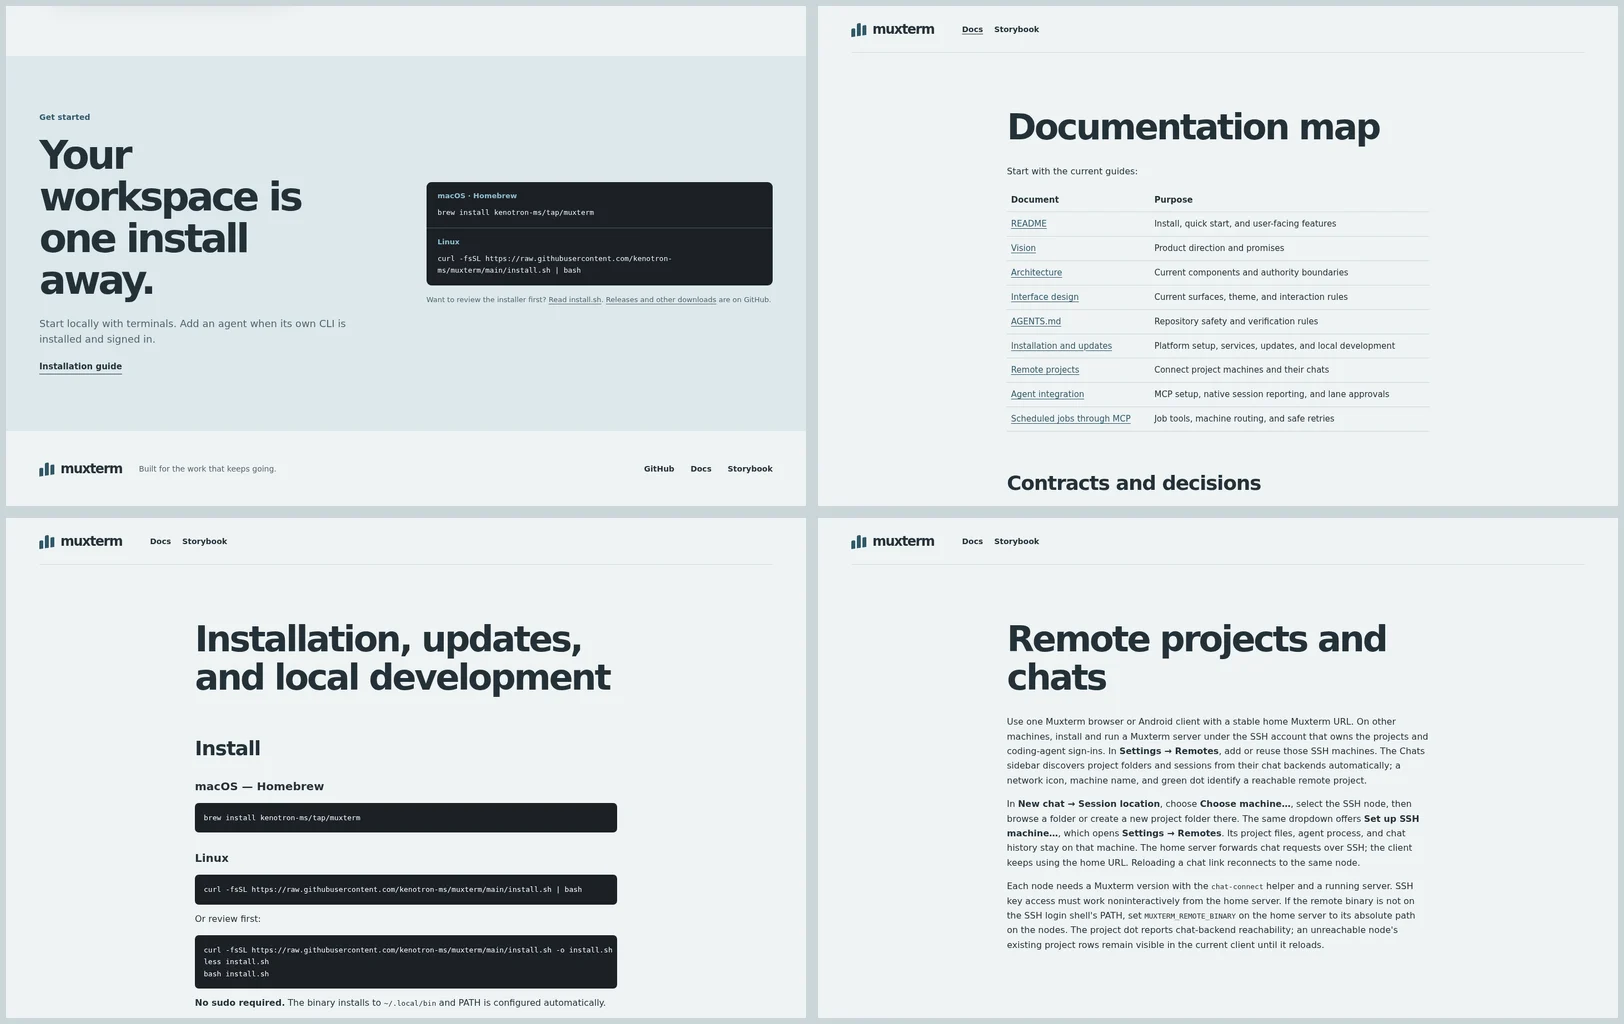 Get started
Your
workspace is
one install
away.
Start locally with terminals. Add an agent when its own CLI is
installed and signed in.
Installation guide
macOS · Homebrew
brew install kenotron-ms/tap/muxterm
Linux
curl -fsSL https://raw.githubusercontent.com/kenotron-
ms/muxterm/main/install.sh | bash
Want to review the installer first? Read install.sh. Releases and other downloads are on GitHub.
muxterm Built for the work that keeps going. GitHub Docs Storybook
muxterm Docs Storybook
Documentation map
Start with the current guides:
Document Purpose
README Install, quick start, and user-facing features
Vision Product direction and promises
Architecture Current components and authority boundaries
Interface design Current surfaces, theme, and interaction rules
AGENTS.md Repository safety and verification rules
Installation and updates Platform setup, services, updates, and local development
Remote projects Connect project machines and their chats
Agent integration MCP setup, native session reporting, and lane approvals
Scheduled jobs through MCP Job tools, machine routing, and safe retries
Contracts and decisions
muxterm Docs Storybook
Installation, updates,
and local development
Install
macOS — Homebrew
brew install kenotron-ms/tap/muxterm
Linux
curl -fsSL https://raw.githubusercontent.com/kenotron-ms/muxterm/main/install.sh | bash
Or review first:
curl -fsSL https://raw.githubusercontent.com/kenotron-ms/muxterm/main/install.sh -o install.sh
less install.sh
bash install.sh
No sudo required. The binary installs to ~/.local/bin and PATH is configured automatically.
muxterm Docs Storybook
Remote projects and
chats
Use one Muxterm browser or Android client with a stable home Muxterm URL. On other
machines, install and run a Muxterm server under the SSH account that owns the projects and
coding-agent sign-ins. In Settings → Remotes, add or reuse those SSH machines. The Chats
sidebar discovers project folders and sessions from their chat backends automatically; a
network icon, machine name, and green dot identify a reachable remote project.
In New chat → Session location, choose Choose machine…, select the SSH node, then
browse a folder or create a new project folder there. The same dropdown offers Set up SSH
machine…, which opens Settings → Remotes. Its project files, agent process, and chat
history stay on that machine. The home server forwards chat requests over SSH; the client
keeps using the home URL. Reloading a chat link reconnects to the same node.
Each node needs a Muxterm version with the chat-connect helper and a running server. SSH
key access must work noninteractively from the home server. If the remote binary is not on
the SSH login shell's PATH, set MUXTERM_REMOTE_BINARY on the home server to its absolute path
on the nodes. The project dot reports chat-backend reachability; an unreachable node's
existing project rows remain visible in the current client until it reloads.